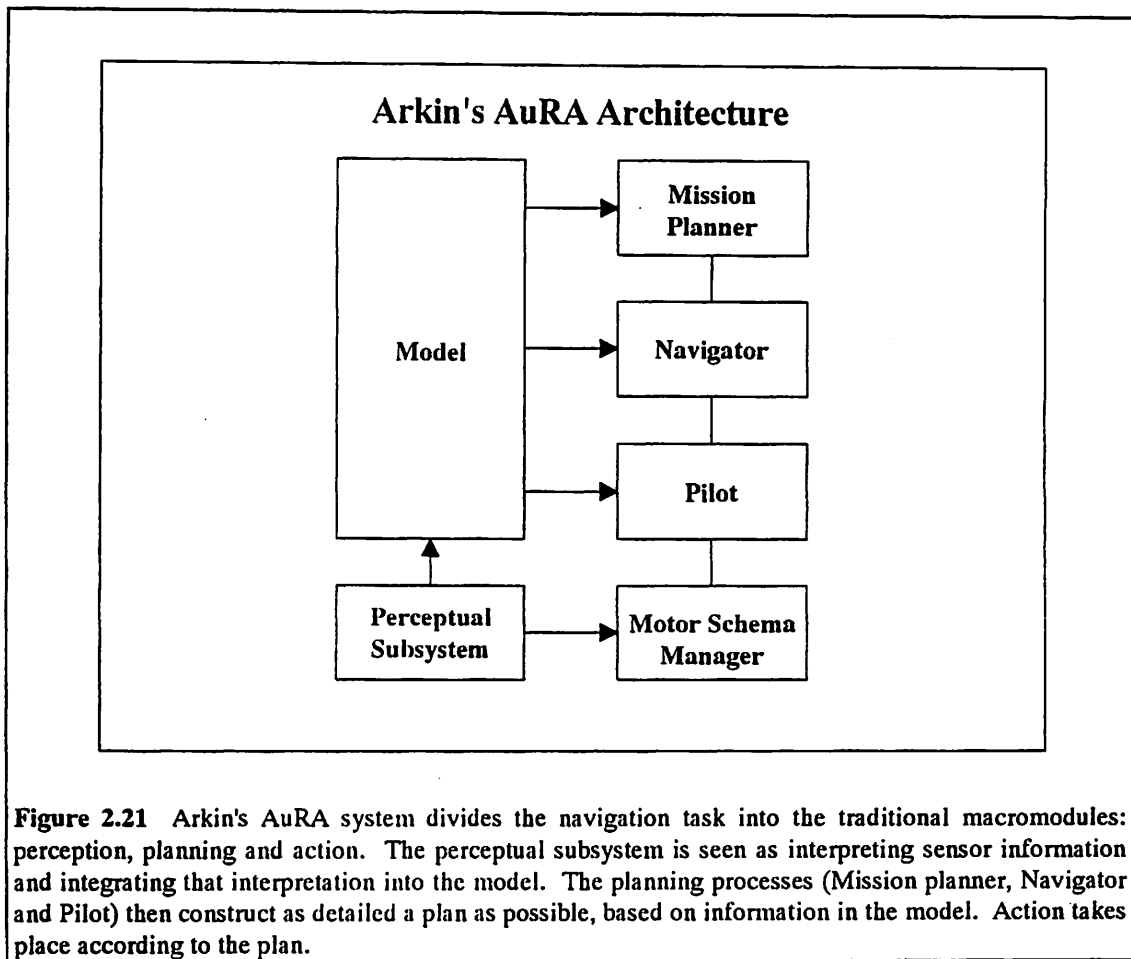 Arkin's AuRA Architecture
Mission
Planner
Model
Navigator
Pilot
Perceptual
Subsystem
Motor Schema
Manager
Figure 2.21 Arkin's AuRA system divides the navigation task into the traditional macromodules:
perception, planning and action. The perceptual subsystem is seen as interpreting sensor information
and integrating that interpretation into the model. The planning processes (Mission planner, Navigator
and Pilot) then construct as detailed a plan as possible, based on information in the model. Action takes
place according to the plan.